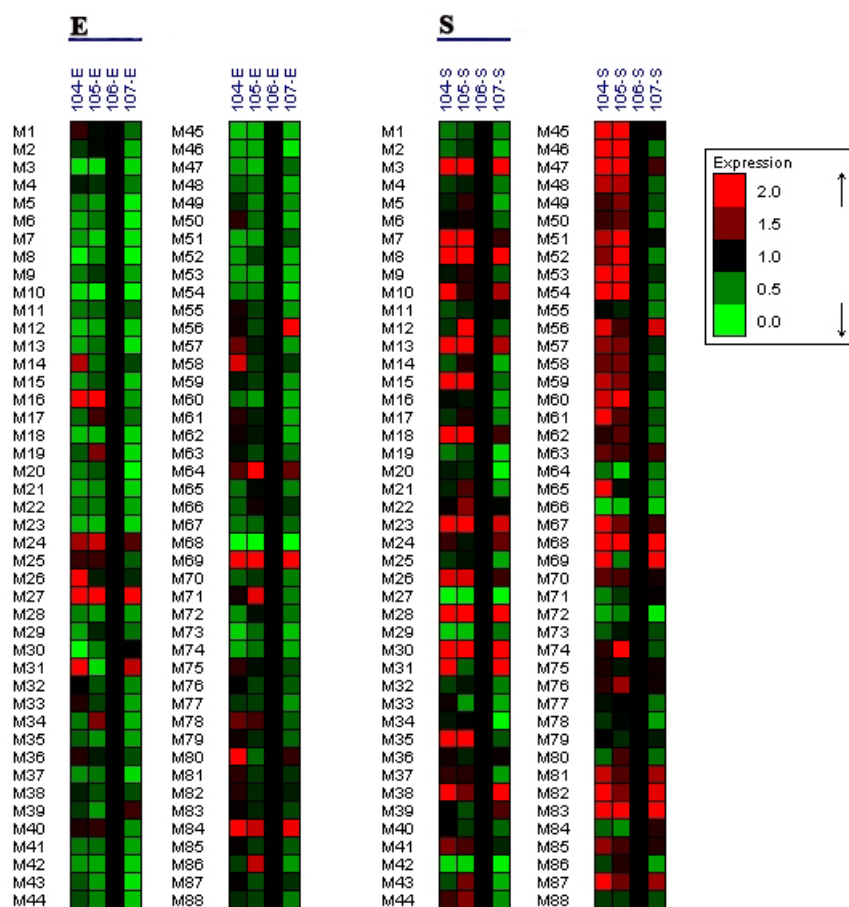 E S
104-E 105-E 106-E 107-E 104-E 105-E 106-E 107-E 104-S 105-S 106-S 107-S 104-S 105-S 106-S 107-S
M1 M45 M1 M45
M2 M46 M2 M46
M3 M47 M3 M47
M4 M48 M4 M48
M5 M49 M5 M49
M6 M50 M6 M50
M7 M51 M7 M51
M8 M52 M8 M52
M9 M53 M9 M53
M10 M54 M10 M54
M11 M55 M11 M55
M12 M56 M12 M56
M13 M57 M13 M57
M14 M58 M14 M58
M15 M59 M15 M59
M16 M60 M16 M60
M17 M61 M17 M61
M18 M62 M18 M62
M19 M63 M19 M63
M20 M64 M20 M64
M21 M65 M21 M65
M22 M66 M22 M66
M23 M67 M23 M67
M24 M68 M24 M68
M25 M69 M25 M69
M26 M70 M26 M70
M27 M71 M27 M71
M28 M72 M28 M72
M29 M73 M29 M73
M30 M74 M30 M74
M31 M75 M31 M75
M32 M76 M32 M76
M33 M77 M33 M77
M34 M78 M34 M78
M35 M79 M35 M79
M36 M80 M36 M80
M37 M81 M37 M81
M38 M82 M38 M82
M39 M83 M39 M83
M40 M84 M40 M84
M41 M85 M41 M85
M42 M86 M42 M86
M43 M87 M43 M87
M44 M88 M44 M88
Expression
2.0
1.5
1.0
0.5
0.0